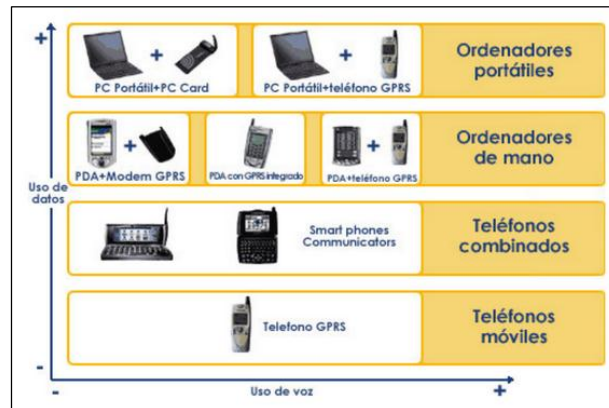 +
+
+
PC Portátil+PC Card
PC Portátil+teléfono GPRS
Ordenadores
portátiles
+
+
PDA+Modem GPRS
PDA con GPRS integrado
PDA+teléfono GPRS
Ordenadores
de mano
Uso de
datos
Smart phones
Communicators
Teléfonos
combinados
Telefono GPRS
Teléfonos
móviles
-
-
Uso de voz
+